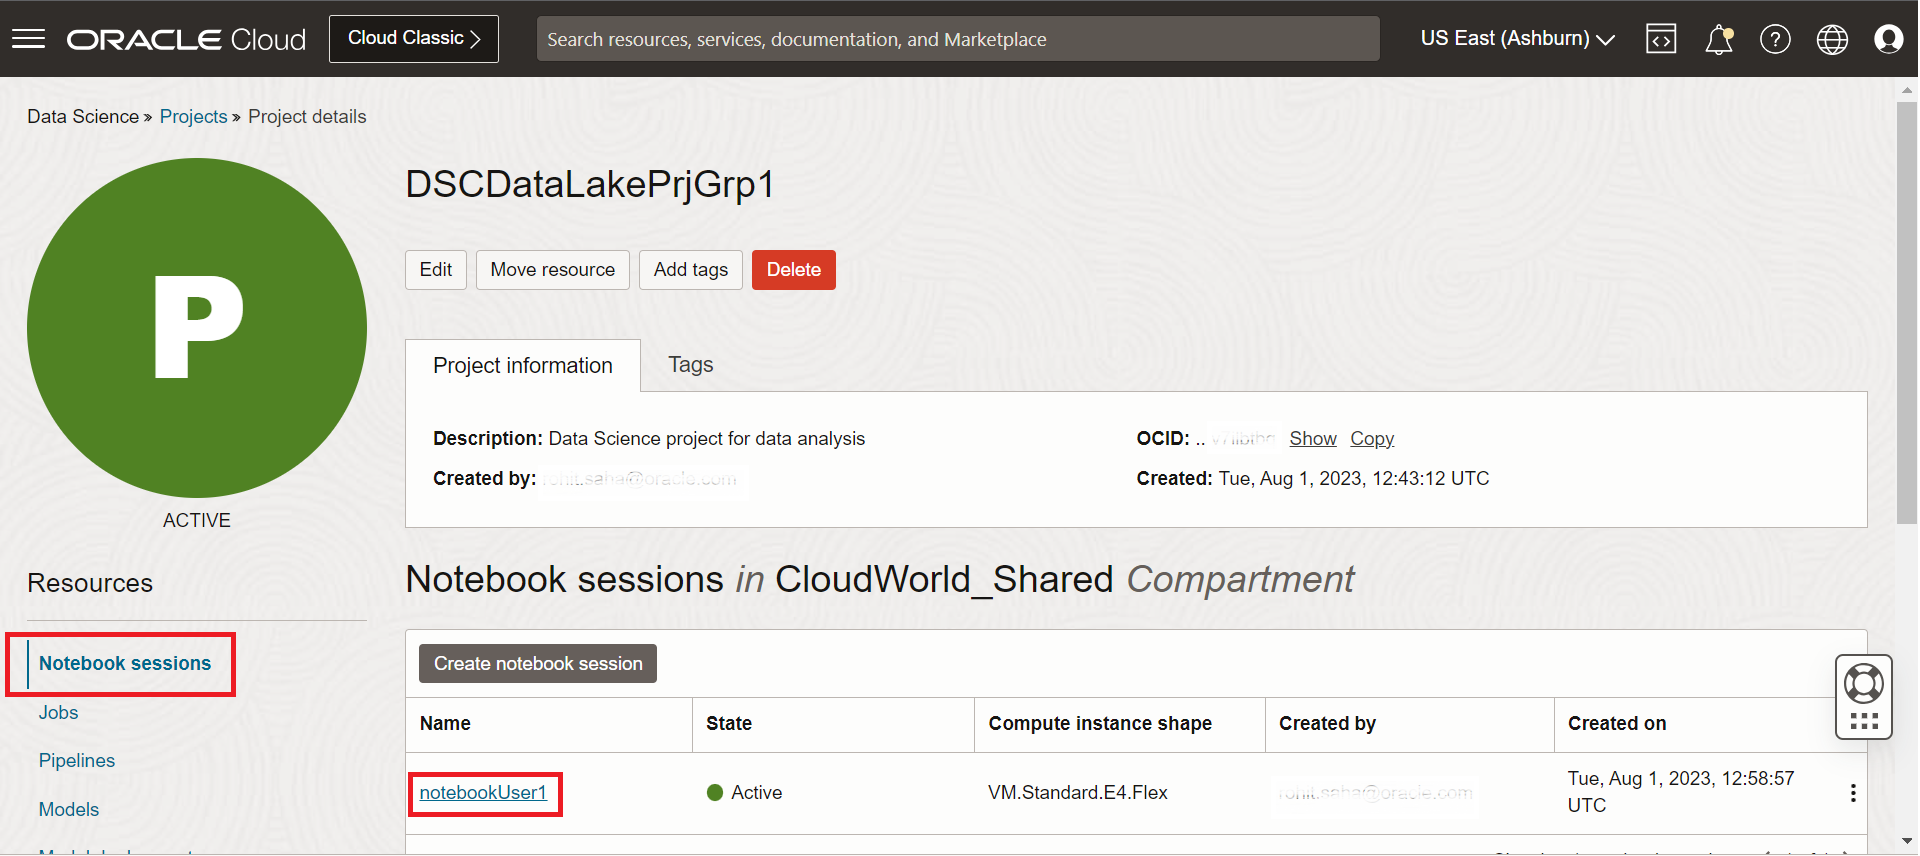 ORACLE Cloud
Cloud Classic
Search resources, services, documentation, and Marketplace
US East (Ashburn)
Data Science » Projects » Project details
P
ACTIVE
DSCDataLakePrjGrp1
Edit Move resource Add tags Delete
Project information Tags
Description: Data Science project for data analysis
OCID: .. Show Copy
Created by:
Created: Tue, Aug 1, 2023, 12:43:12 UTC
Resources
Notebook sessions
Jobs
Pipelines
Models
Notebook sessions in CloudWorld_Shared Compartment
Create notebook session
Name State Compute instance shape Created by Created on
notebookUser1 Active VM.Standard.E4.Flex Tue, Aug 1, 2023, 12:58:57
UTC